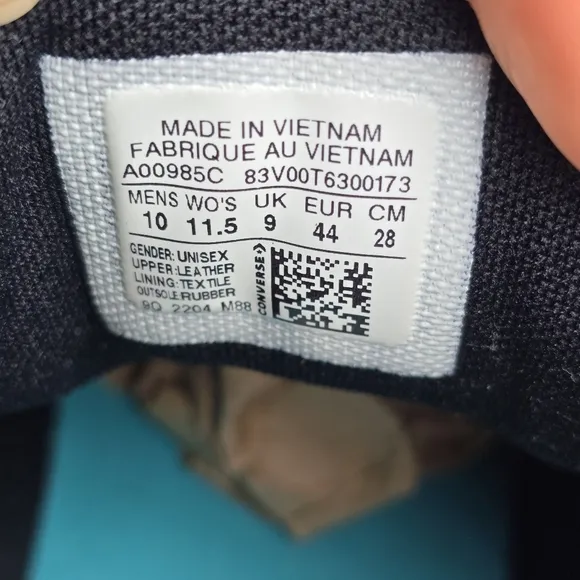 MADE IN VIETNAM
FABRIQUE AU VIETNAM
A00985C 83V00T6300173
MENS WO'S UK EUR CM
10 11.5 9 44 28
GENDER: UNISEX
UPPER: LEATHER
LINING: TEXTILE
OUTSOLE: RUBBER
9Q 2204 M88
CONVERSE